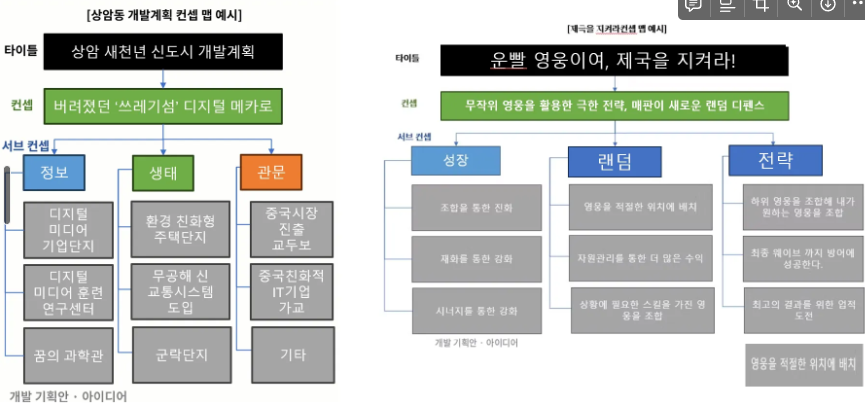 [상암동 개발계획 컨셉 맵 예시]
타이틀
상암 새천년 신도시 개발계획
컨셉
버려졌던 '쓰레기섬' 디지털 메카로
서브 컨셉
정보
생태
관문
디지털
미디어
기업단지
환경 친화형
주택단지
중국시장
진출
교두보
디지털
미디어 훈련
연구센터
무공해 신
교통시스템
도입
중국친화적
IT기업
가교
꿈의 과학관
군락단지
기타
개발 기획안 · 아이디어
[제국을 지켜라컨셉 맵 예시]
타이틀
운빨 영웅이여, 제국을 지켜라!
컨셉
무작위 영웅을 활용한 극한 전략, 매판이 새로운 랜덤 디펜스
서브 컨셉
성장
랜덤
전략
조합을 통한 진화
영웅을 적절한 위치에 배치
하위 영웅을 조합해 내가
원하는 영웅을 조합
재화를 통한 강화
자원관리를 통한 더 많은 수익
최종 웨이브 까지 방어에
성공한다.
시너지를 통한 강화
상황에 필요한 스킬을 가진 영
웅을 조합
최고의 결과를 위한 업적
도전
개발 기획안 · 아이디어
영웅을 적절한 위치에 배치